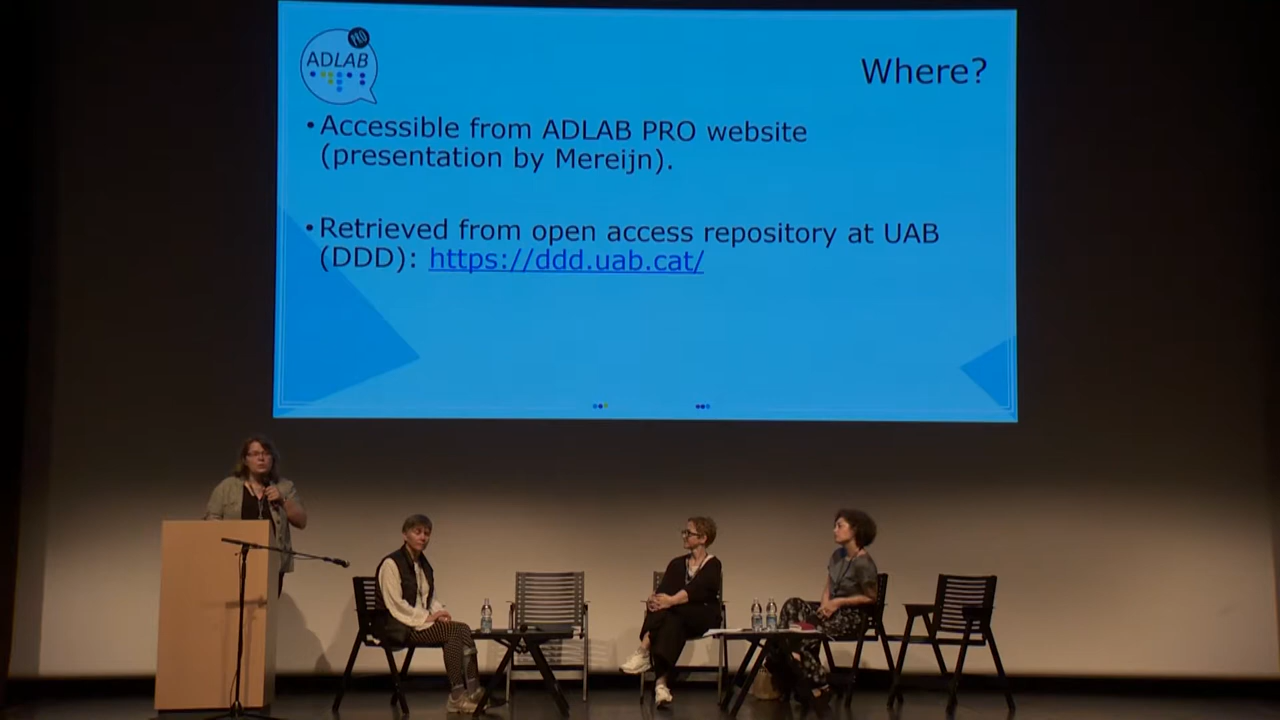 PRO
ADLAB
Where?
• Accessible from ADLAB PRO website
(presentation by Mereijn).
• Retrieved from open access repository at UAB
(DDD): https://ddd.uab.cat/